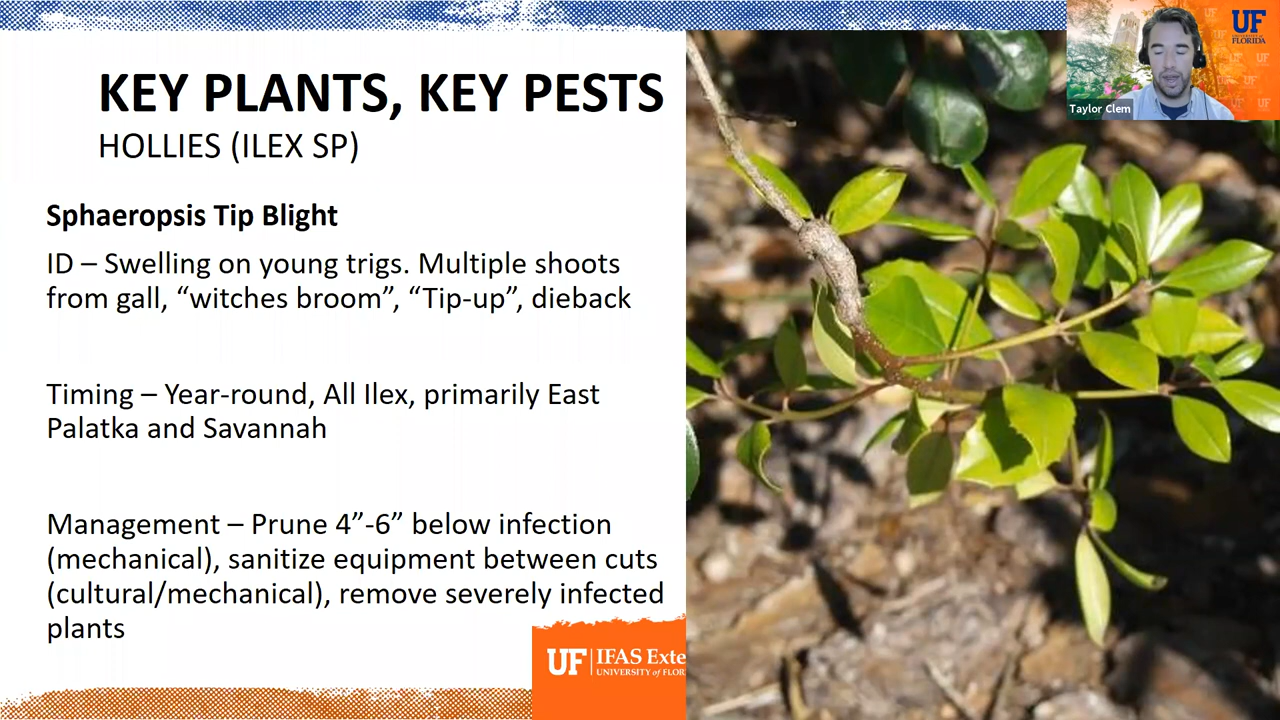 KEY PLANTS, KEY PESTS
HOLLIES (ILEX SP)
Sphaeropsis Tip Blight
ID – Swelling on young trigs. Multiple shoots
from gall, “witches broom”, “Tip-up”, dieback
Timing – Year-round, All Ilex, primarily East
Palatka and Savannah
Management – Prune 4”-6” below infection
(mechanical), sanitize equipment between cuts
(cultural/mechanical), remove severely infected
plants
UF IFAS Exte
UNIVERSITY of FLOR
UF
UNIVERSITY of FLORIDA
Taylor Clem